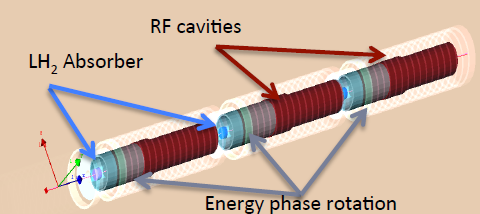 RF cavities
LH₂ Absorber
Energy phase rotation